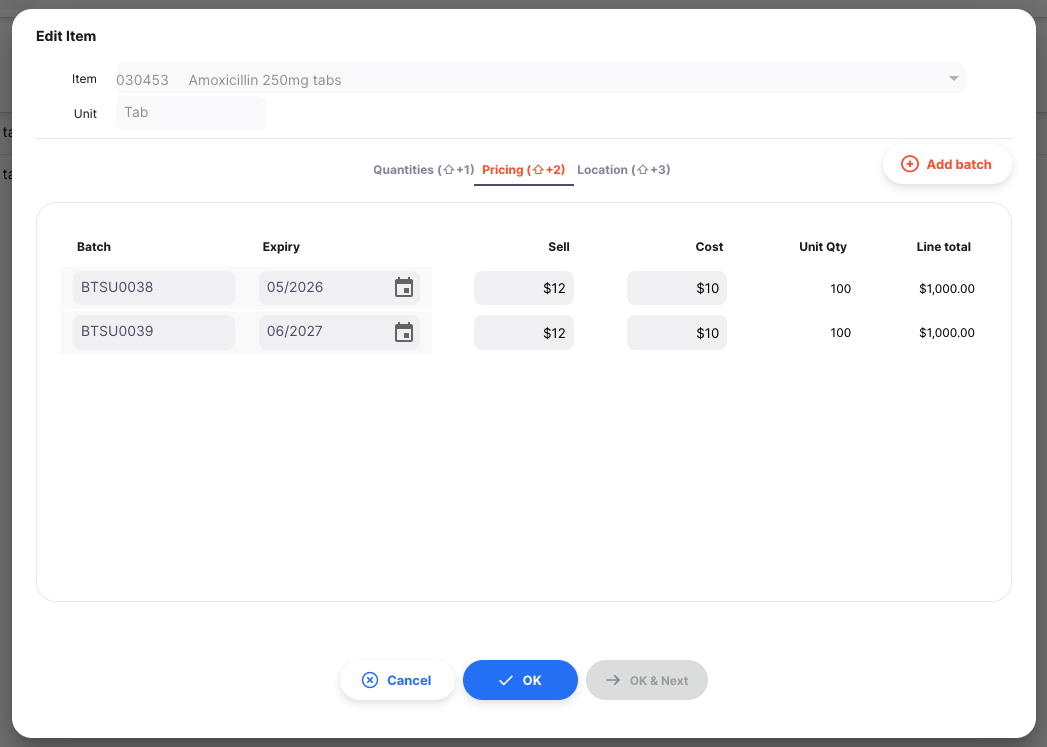 Edit Item
Item 030453 Amoxicillin 250mg tabs
Unit Tab
Quantities (⇧+1) Pricing (⇧+2) Location (⇧+3) Add batch
Batch Expiry Sell Cost Unit Qty Line total
BTSU0038 05/2026 $12 $10 100 $1,000.00
BTSU0039 06/2027 $12 $10 100 $1,000.00
Cancel OK OK & Next